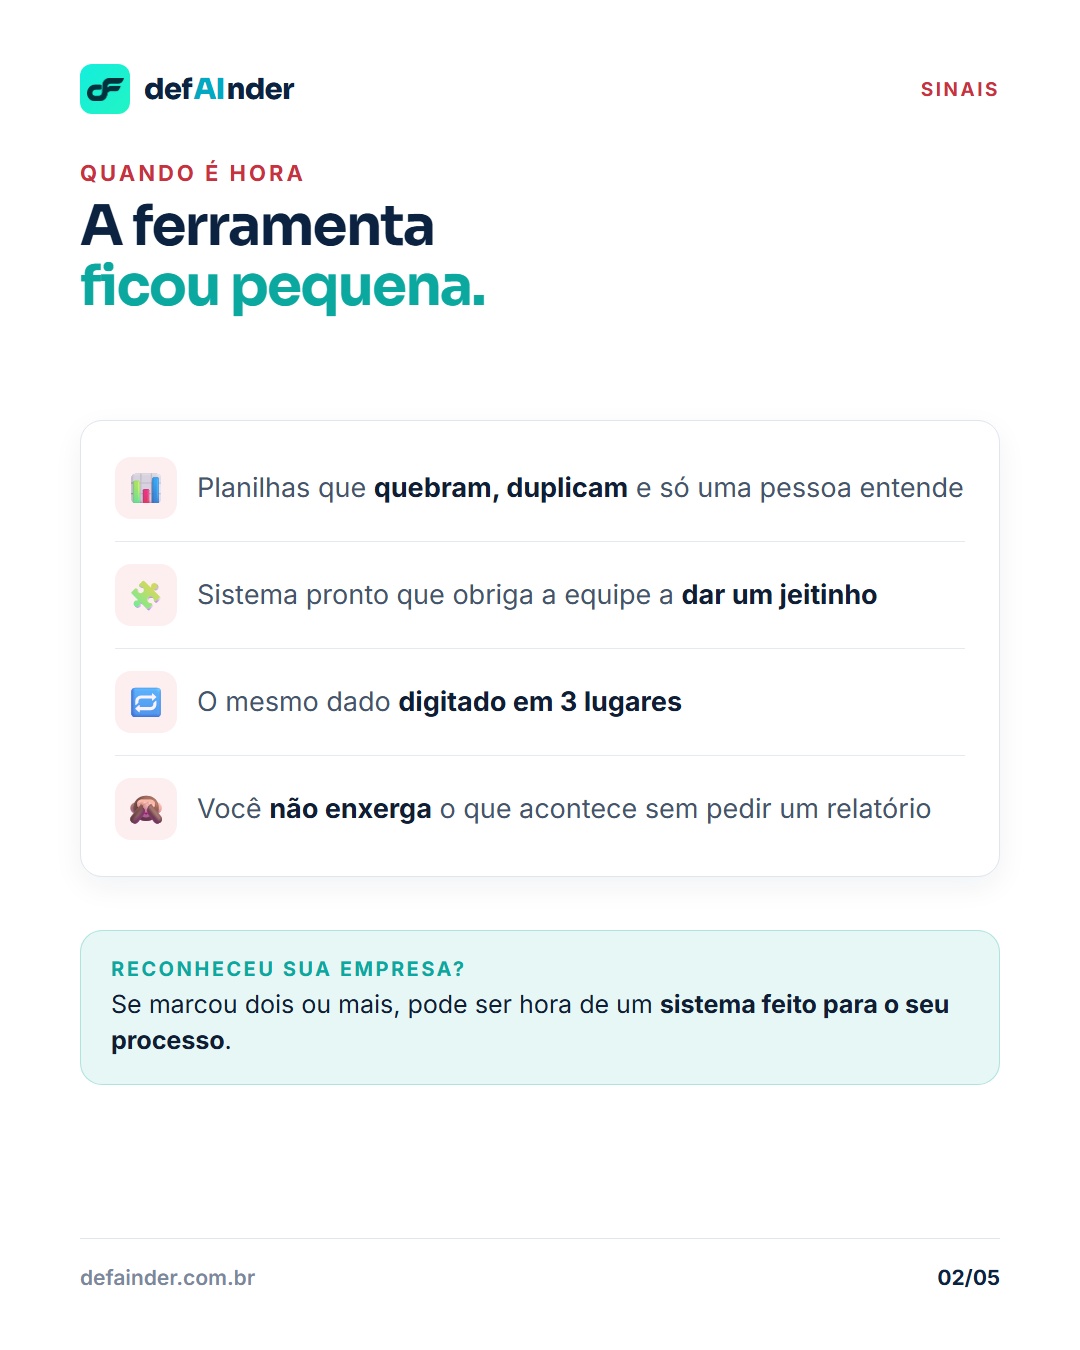 defAInder
SINAIS
QUANDO É HORA
A ferramenta
ficou pequena.
Planilhas que quebram, duplicam e só uma pessoa entende
Sistema pronto que obriga a equipe a dar um jeitinho
O mesmo dado digitado em 3 lugares
Você não enxerga o que acontece sem pedir um relatório
RECONHECEU SUA EMPRESA?
Se marcou dois ou mais, pode ser hora de um sistema feito para o seu
processo.
defainder.com.br
02/05